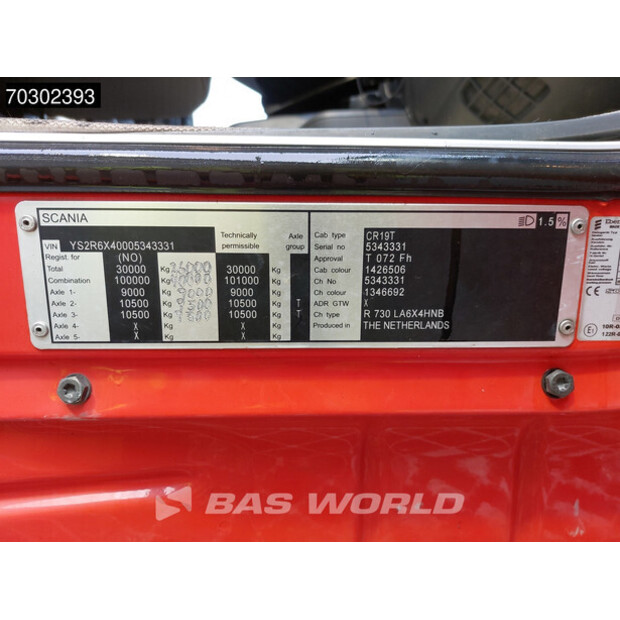 70302393
SCANIA
1.5 %
VIN YS2R6X40005343331 Technically permissible Axle group
Regist. for (NO)
Total 30000 Kg 30000 Kg
Combination 100000 Kg 101000 Kg
Axle 1- 9000 Kg 9000 Kg
Axle 2- 10500 Kg 10500 Kg T
Axle 3- 10500 Kg 10500 Kg T
Axle 4- X Kg X Kg
Axle 5- X Kg X Kg
Cab type CR19T
Serial no 5343331
Approval T 072 Fh
Cab colour 1426506
Ch No 5343331
Ch colour 1346692
ADR GTW X
Ch type R 730 LA6X4HNB
Produced in THE NETHERLANDS
BAS WORLD